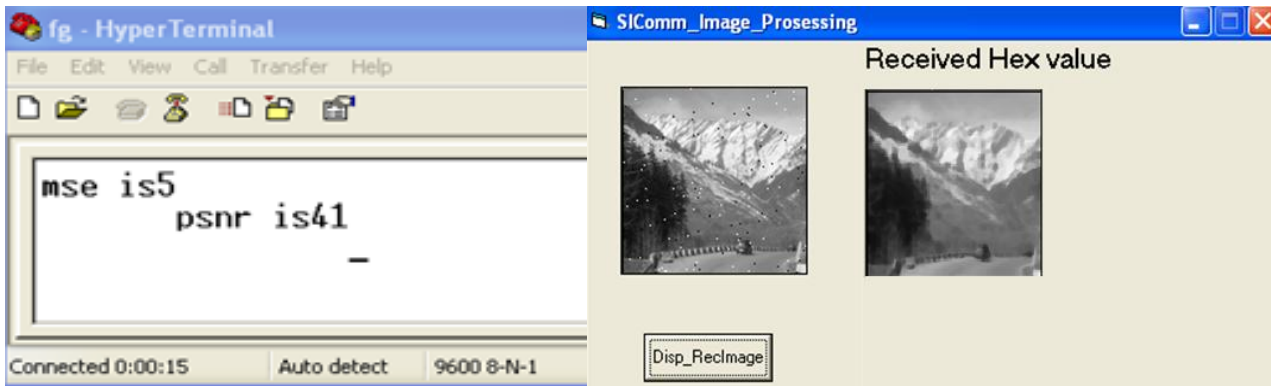 fg - HyperTerminal
File Edit View Call Transfer Help
mse is5
psnr is41
Connected 0:00:15 Auto detect 9600 8-N-1
SIComm_Image_Prosessing
Received Hex value
Disp_RecImage